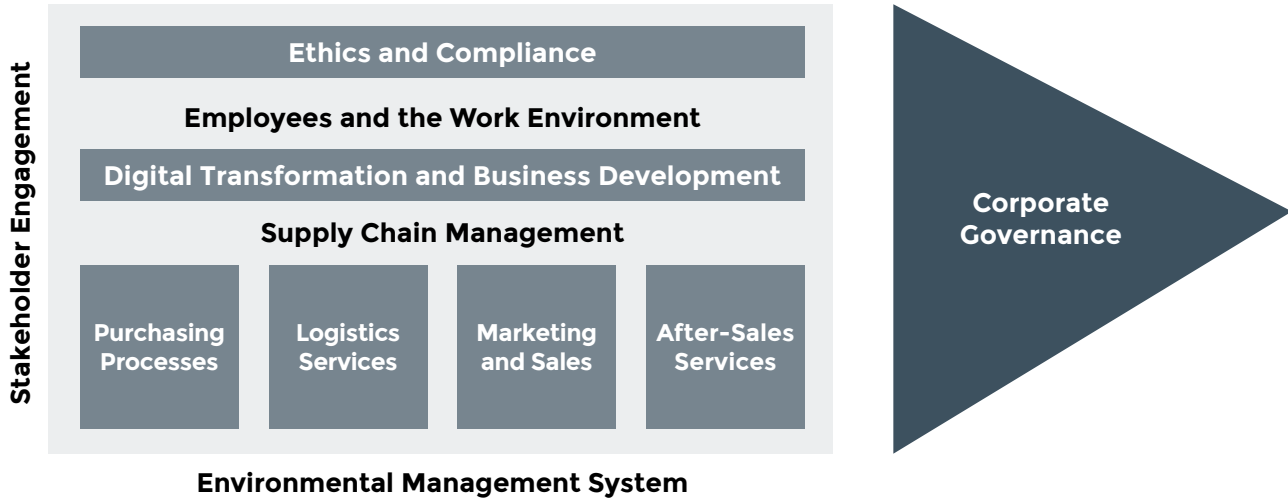 Stakeholder Engagement
Ethics and Compliance
Employees and the Work Environment
Digital Transformation and Business Development
Supply Chain Management
Purchasing
Processes
Logistics
Services
Marketing
and Sales
After-Sales
Services
Environmental Management System
Corporate
Governance